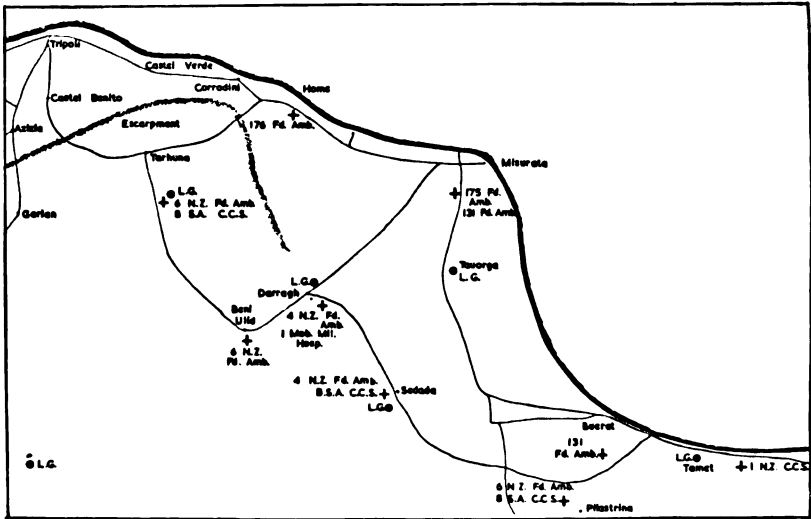 Tripoli
Castel Verde
Corradini
Homs
Castel Benito
Azizia
Escarpment
176 Fd. Amb.
Tarhuna
Misurata
L.G.
6 N.Z. Fd. Amb.
8 S.A. C.C.S.
175 Fd.
Amb.
131 Fd. Amb.
Garian
Tauorga
L.G.
L.G.
Darragh
Beni
Ulid
4 N.Z. Fd.
Amb.
1 Mob. Mil.
Hosp.
6 N.Z.
Fd. Amb.
4 N.Z. Fd. Amb.
8.S.A. C.C.S.
Sedada
L.G.
Buerat
131
Fd. Amb.
L.G.
L.G.
Tamet
1 N.Z. C.C.S.
6 N.Z. Fd. Amb.
8 S.A. C.C.S.
Pilastrino